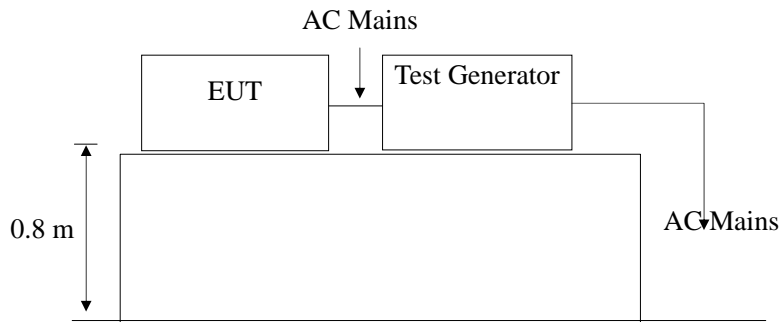 AC Mains
EUT
Test Generator
0.8 m
AC Mains